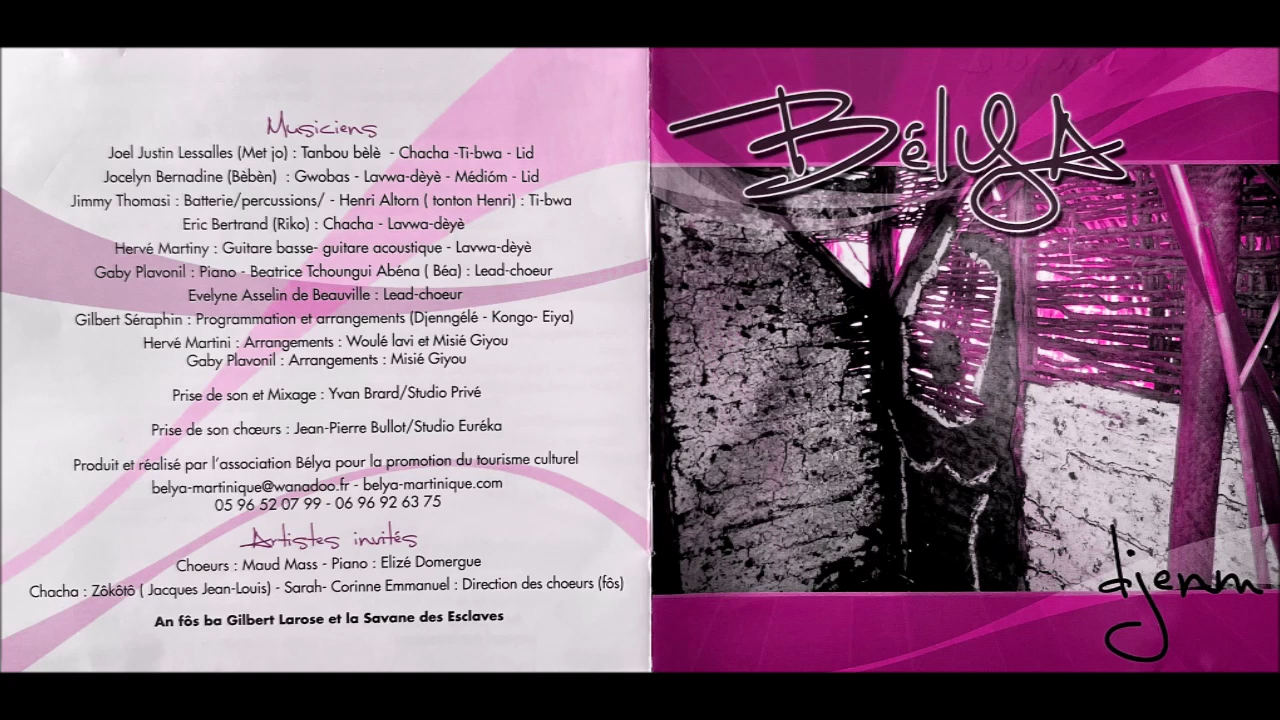 Musiciens
Joel Justin Lessalles (Met jo) : Tanbou bèlè - Chacha -Ti-bwa - Lid
Jocelyn Bernadine (Bèbèn) : Gwobas - Lavwa-dèyè - Médióm - Lid
Jimmy Thomasi : Batterie/percussions/ - Henri Altorn ( tonton Henri) : Ti-bwa
Eric Bertrand (Riko) : Chacha - Lavwa-dèyè
Hervé Martiny : Guitare basse- guitare acoustique - Lavwa-dèyè
Gaby Plavonil : Piano - Beatrice Tchoungui Abéna ( Béa) : Lead-choeur
Evelyne Asselin de Beauville : Lead-choeur
Gilbert Séraphin : Programmation et arrangements (Djenngélé - Kongo- Eiya)
Hervé Martini : Arrangements : Woulé lavi et Misié Giyou
Gaby Plavonil : Arrangements : Misié Giyou
Prise de son et Mixage : Yvan Brard/Studio Privé
Prise de son chœurs : Jean-Pierre Bullot/Studio Euréka
Produit et réalisé par l'association Bélya pour la promotion du tourisme culturel
belya-martinique@wanadoo.fr - belya-martinique.com
05 96 52 07 99 - 06 96 92 63 75
Artistes invités
Choeurs : Maud Mass - Piano : Elizé Domergue
Chacha : Zôkôtô ( Jacques Jean-Louis) - Sarah- Corinne Emmanuel : Direction des choeurs (fôs)
An fôs ba Gilbert Larose et la Savane des Esclaves
BélyA
djenm